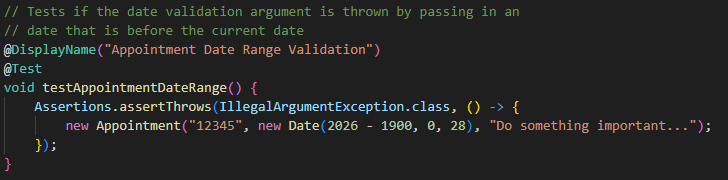 // Tests if the date validation argument is thrown by passing in an
// date that is before the current date
@DisplayName("Appointment Date Range Validation")
@Test
void testAppointmentDateRange() {
    Assertions.assertThrows(IllegalArgumentException.class, () -> {
        new Appointment("12345", new Date(2026 - 1900, 0, 28), "Do something important...");
    });
}